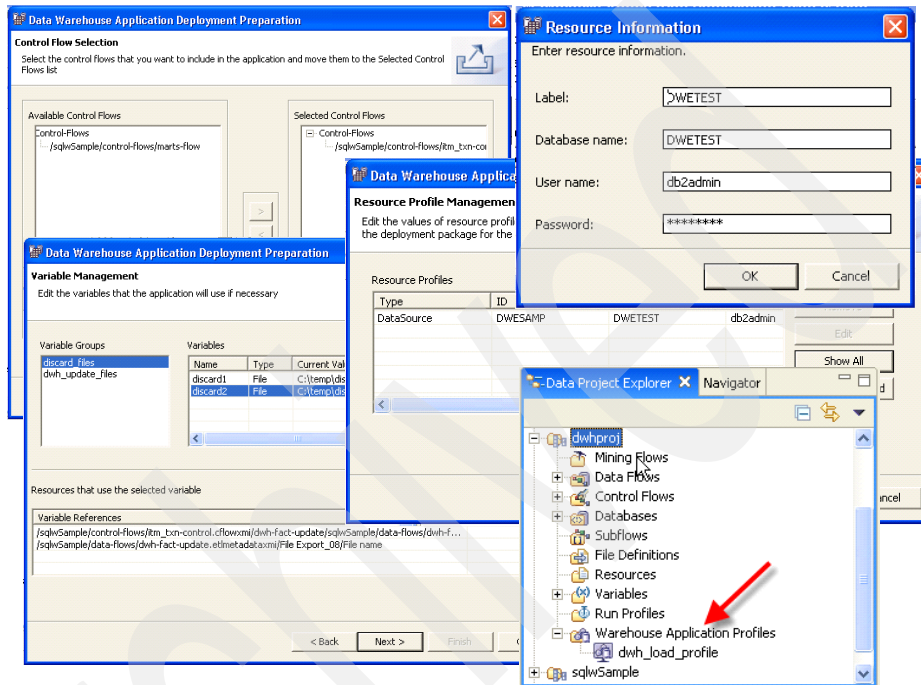 Data Warehouse Application Deployment Preparation
Control Flow Selection
Select the control flows that you want to include in the application and move them to the Selected Control
Flows list
Available Control Flows
Control-Flows
/sqlwSample/control-flows/marts-flow
>
<
Selected Control Flows
Control-Flows
/sqlwSample/control-flows/itm_txn-con
Resource Information
Enter resource information.
Label:
DWETEST
Database name:
DWETEST
User name:
db2admin
Password:
********
OK
Cancel
Data Warehouse Applica
Resource Profile Managemen
Edit the values of resource profil
the deployment package for the
Resource Profiles
Type
ID
DataSource
DWESAMP
DWETEST
db2admin
Edit
Show All
d
ncel
Data Warehouse Application Deployment Preparation
Variable Management
Edit the variables that the application will use if necessary
Variable Groups
discard_files
dwh_update_files
Variables
Name
Type
Current Val
discard1
File
C:\temp\dis
discard2
File
C:\temp\dis
Resources that use the selected variable
Variable References
/sqlwSample/control-flows/itm_txn-control.cflowxmi/dwh-fact-update/sqlwSample/data-flows/dwh-f...
/sqlwSample/data-flows/dwh-fact-update.etlmetadataxmi/File Export_08/File name
< Back
Next >
Finish
Data Project Explorer
Navigator
dwhproj
Mining Flows
Data Flows
Control Flows
Databases
Subflows
File Definitions
Resources
Variables
Run Profiles
Warehouse Application Profiles
dwh_load_profile
sqlwSample